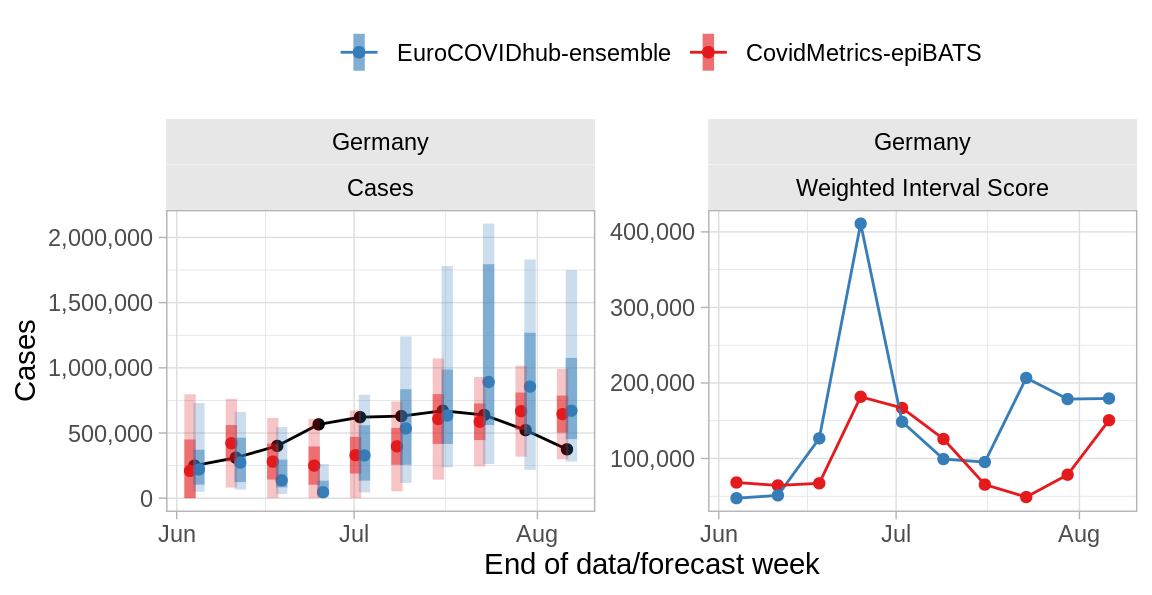 EuroCOVIDhub-ensemble CovidMetrics-epiBATS
Germany Germany
Cases Weighted Interval Score
2,000,000
1,500,000
1,000,000
500,000
0
Cases
400,000
300,000
200,000
100,000
Jun Jul Aug Jun Jul Aug
End of data/forecast week